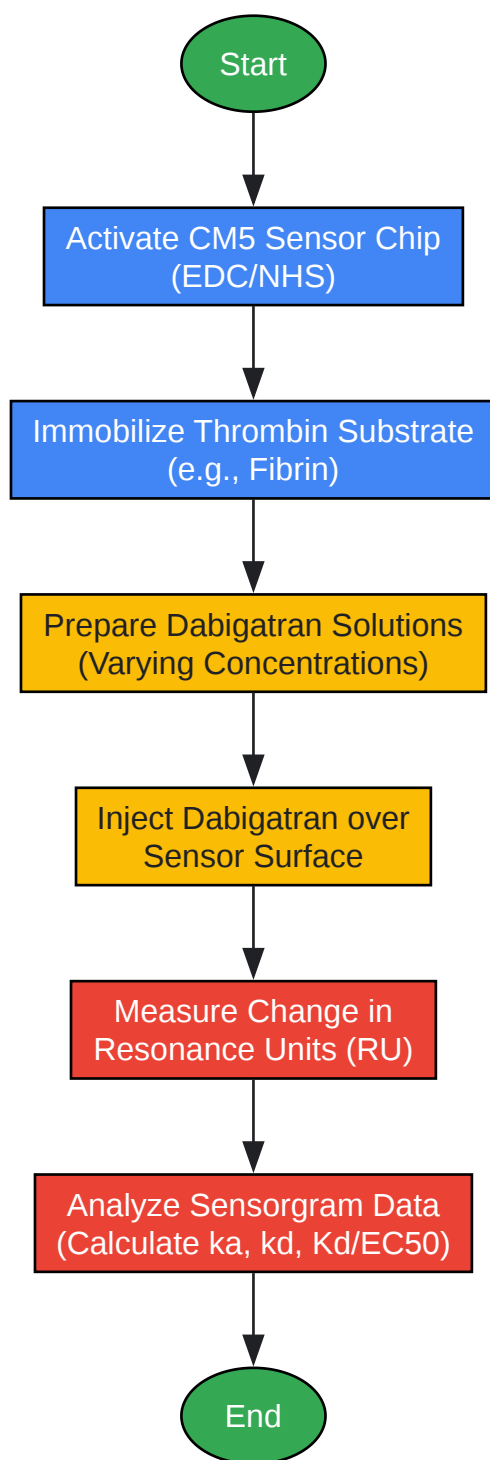 Start
Activate CM5 Sensor Chip
(EDC/NHS)
Immobilize Thrombin Substrate
(e.g., Fibrin)
Prepare Dabigatran Solutions
(Varying Concentrations)
Inject Dabigatran over
Sensor Surface
Measure Change in
Resonance Units (RU)
Analyze Sensorgram Data
(Calculate ka, kd, Kd/EC50)
End